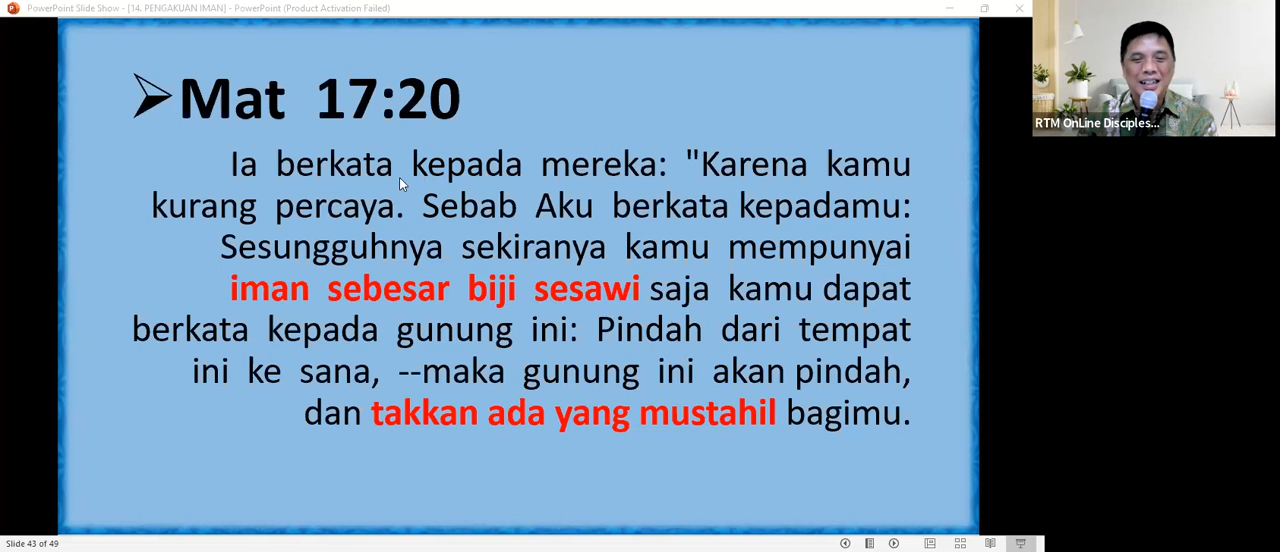 PowerPoint Slide Show - [14. PENGAKUAN IMAN] - PowerPoint (Product Activation Failed)
Mat 17:20
Ia berkata kepada mereka: "Karena kamu
kurang percaya. Sebab Aku berkata kepadamu:
Sesungguhnya sekiranya kamu mempunyai
iman sebesar biji sesawi saja kamu dapat
berkata kepada gunung ini: Pindah dari tempat
ini ke sana, --maka gunung ini akan pindah,
dan takkan ada yang mustahil bagimu.
RTM OnLine Disciples...
Slide 43 of 49